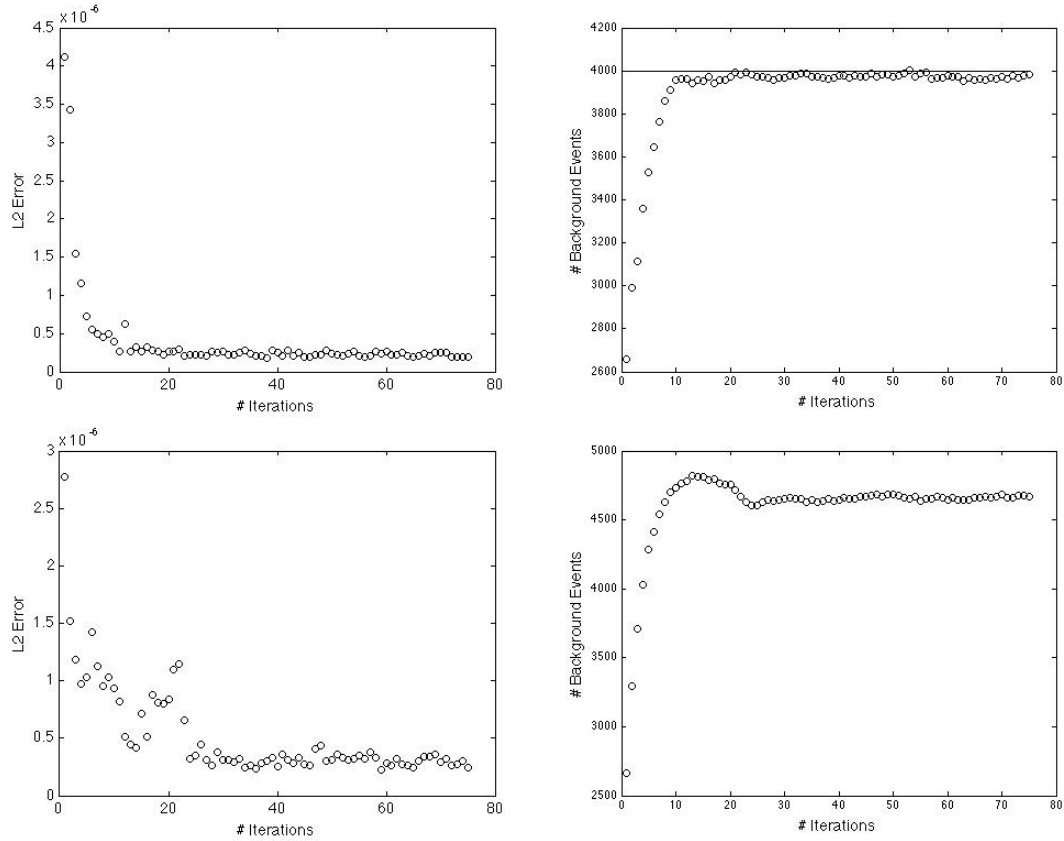 x 10 -6
4.5
4
3.5
3
2.5
2
1.5
1
0.5
0
L2 Error
0 20 40 60 80
# Iterations
4200
4000
3800
3600
3400
3200
3000
2800
2600
# Background Events
0 10 20 30 40 50 60 70 80
# Iterations
x 10 -6
3
2.5
2
1.5
1
0.5
0
L2 Error
0 20 40 60 80
# Iterations
5000
4500
4000
3500
3000
2500
# Background Events
0 10 20 30 40 50 60 70 80
# Iterations